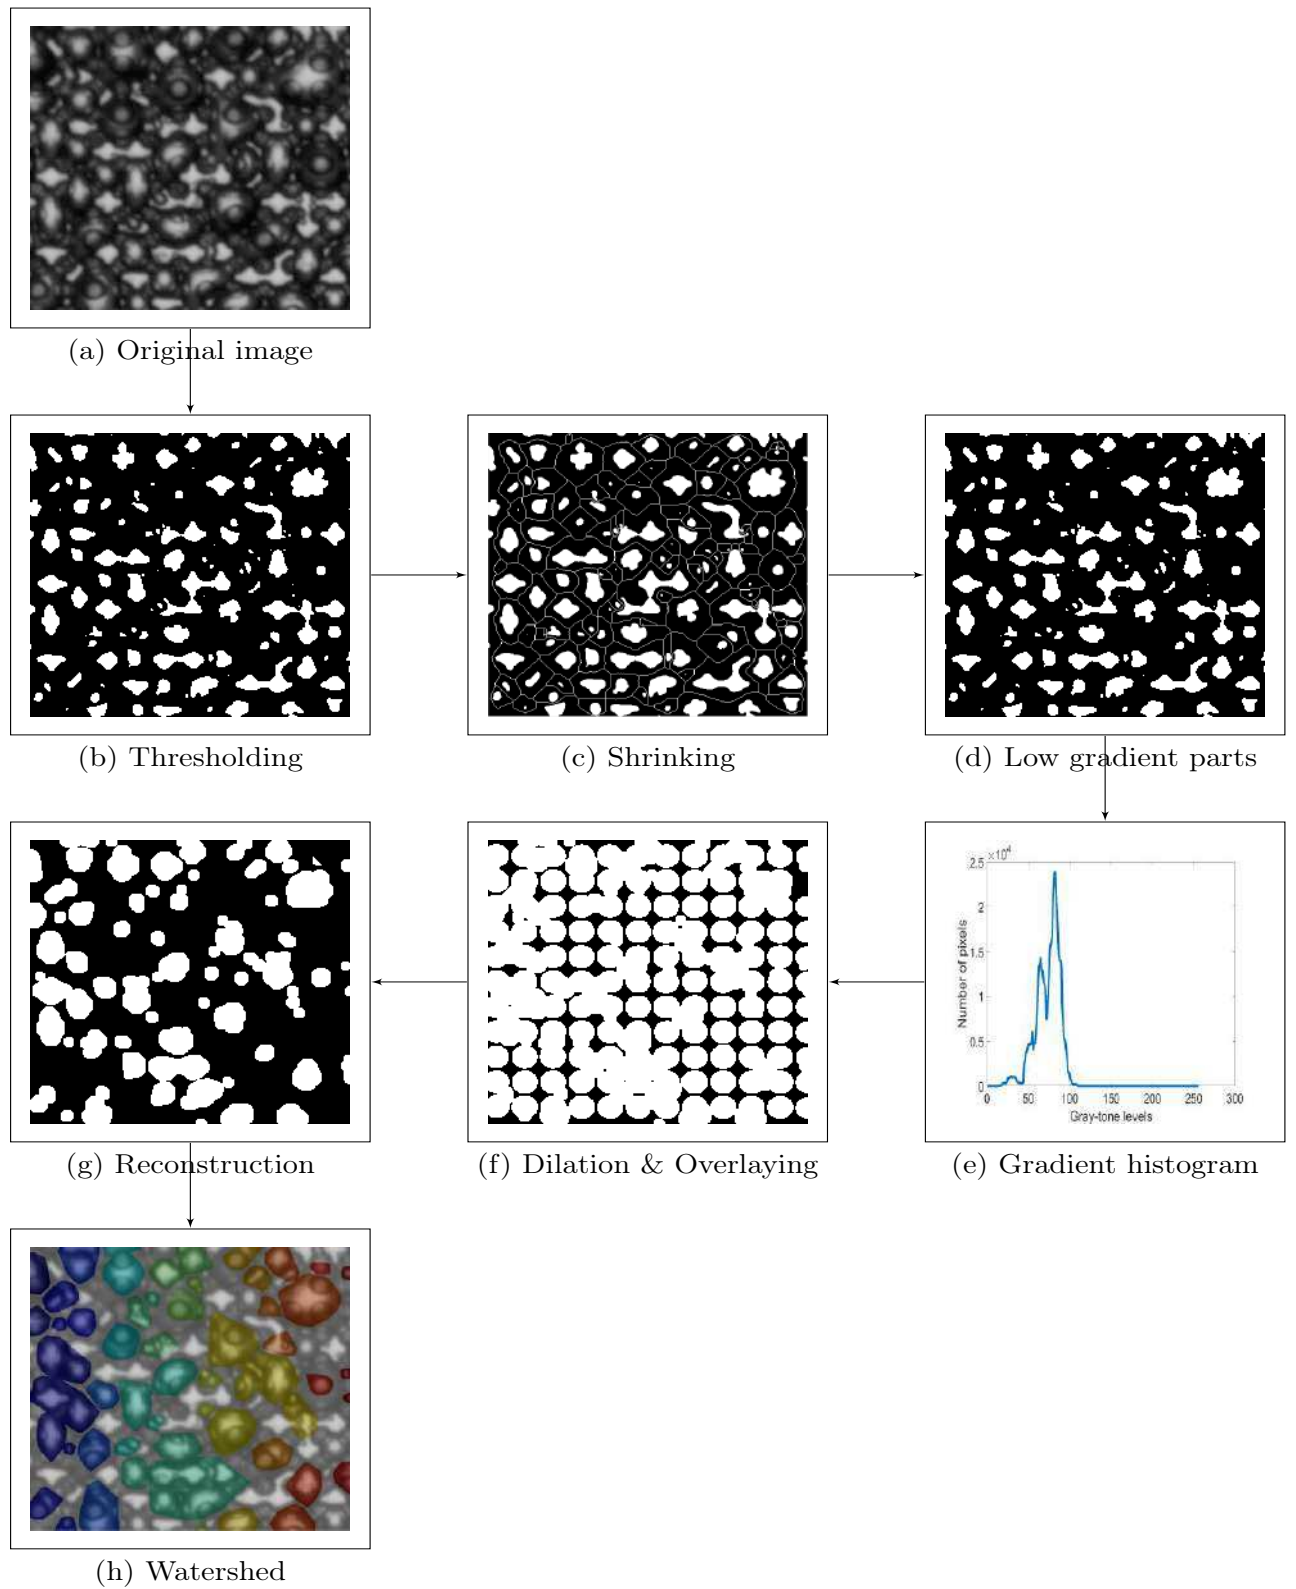 (a) Original image
(b) Thresholding
(c) Shrinking
(d) Low gradient parts
2.5 ×10⁴
2
1.5
1
0.5
0
Number of pixels
0 50 100 150 200 250 300
Gray-tone levels
(g) Reconstruction
(f) Dilation & Overlaying
(e) Gradient histogram
(h) Watershed